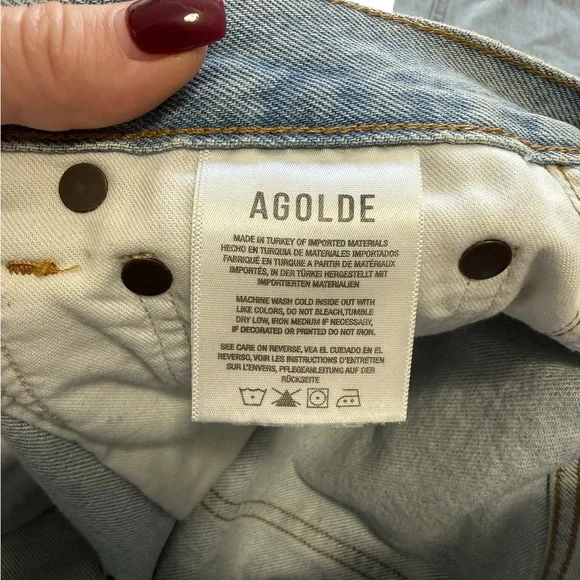 AGOLDE
MADE IN TURKEY OF IMPORTED MATERIALS
HECHO EN TURQUIA DE MATERIALES IMPORTADOS
FABRIQUÉ EN TURQUIE A PARTIR DE MATÉRIAUX
IMPORTÉS, IN DER TÜRKEI HERGESTELLT MIT
IMPORTIERTEN MATERIALIEN
MACHINE WASH COLD INSIDE OUT WITH
LIKE COLORS, DO NOT BLEACH,TUMBLE
DRY LOW, IRON MEDIUM IF NECESSARY,
IF DECORATED OR PRINTED DO NOT IRON.
SEE CARE ON REVERSE, VEA EL CUIDADO EN EL
REVERSO, VOIR LES INSTRUCTIONS D'ENTRETIEN
SUR L'ENVERS, PFLEGEANLEITUNG AUF DER
RÜCKSEITE